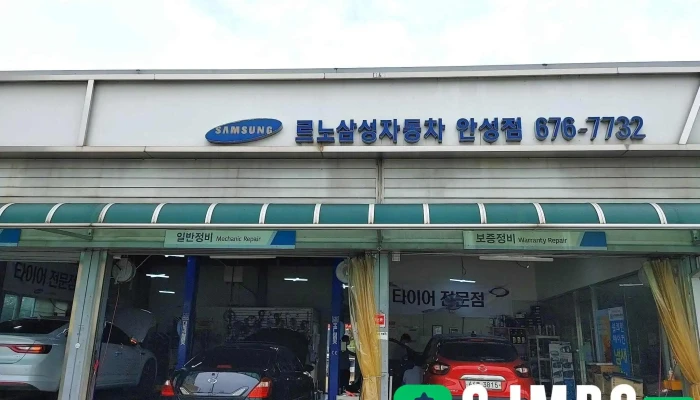 SAMSUNG 르노삼성자동차 안성점 676-7732
일반정비 Mechanic Repair
보증정비 Warranty Repair
타이어 전문점
타이어 전문점